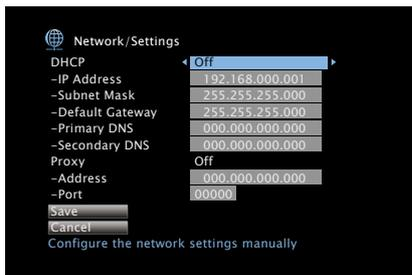 Network/Settings
DHCP Off
-IP Address 192.168.000.001
-Subnet Mask 255.255.255.000
-Default Gateway 255.255.255.000
-Primary DNS 000.000.000.000
-Secondary DNS 000.000.000.000
Proxy Off
-Address 000.000.000.000
-Port 00000
Save
Cancel
Configure the network settings manually